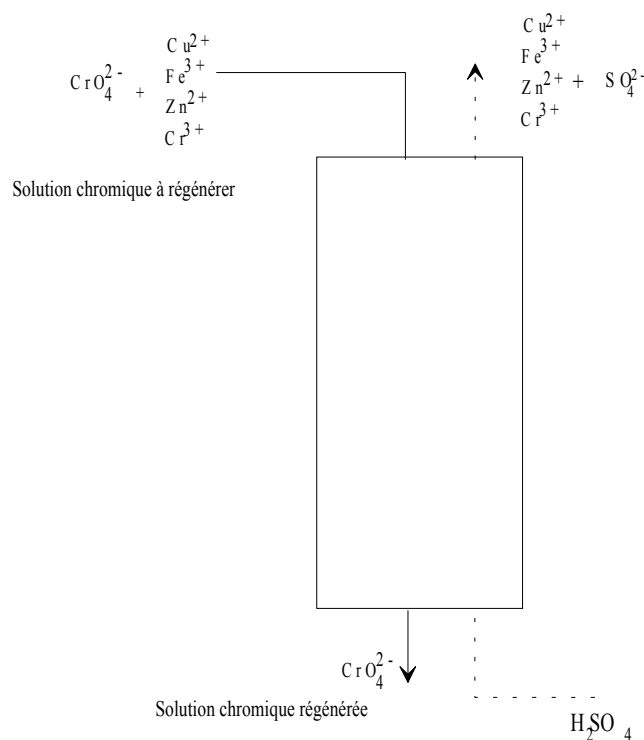 CrO₄²⁻ +
Cu²⁺
Fe³⁺
Zn²⁺
Cr³⁺
Cu²⁺
Fe³⁺
Zn²⁺ + SO₄²⁻
Cr³⁺
Solution chromique à régénérer
CrO₄²⁻
Solution chromique régénérée
H₂SO₄